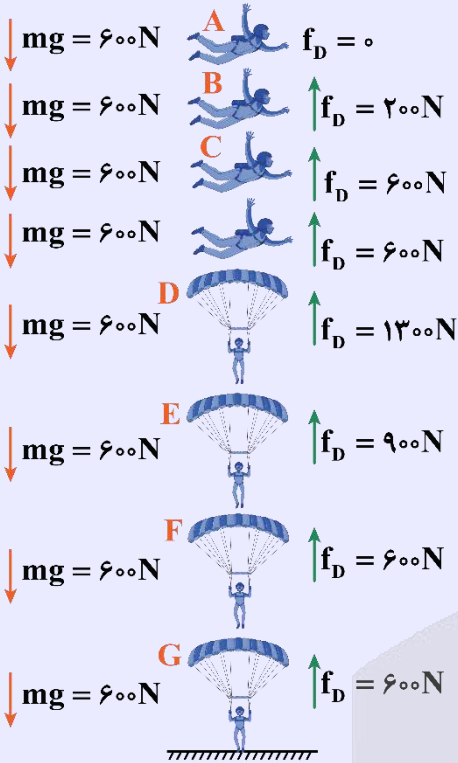 mg = ۶۰۰N A f_D = ۰
mg = ۶۰۰N B f_D = ۲۰۰N
mg = ۶۰۰N C f_D = ۶۰۰N
mg = ۶۰۰N f_D = ۶۰۰N
mg = ۶۰۰N D f_D = ۱۳۰۰N
mg = ۶۰۰N E f_D = ۹۰۰N
mg = ۶۰۰N F f_D = ۶۰۰N
mg = ۶۰۰N G f_D = ۶۰۰N